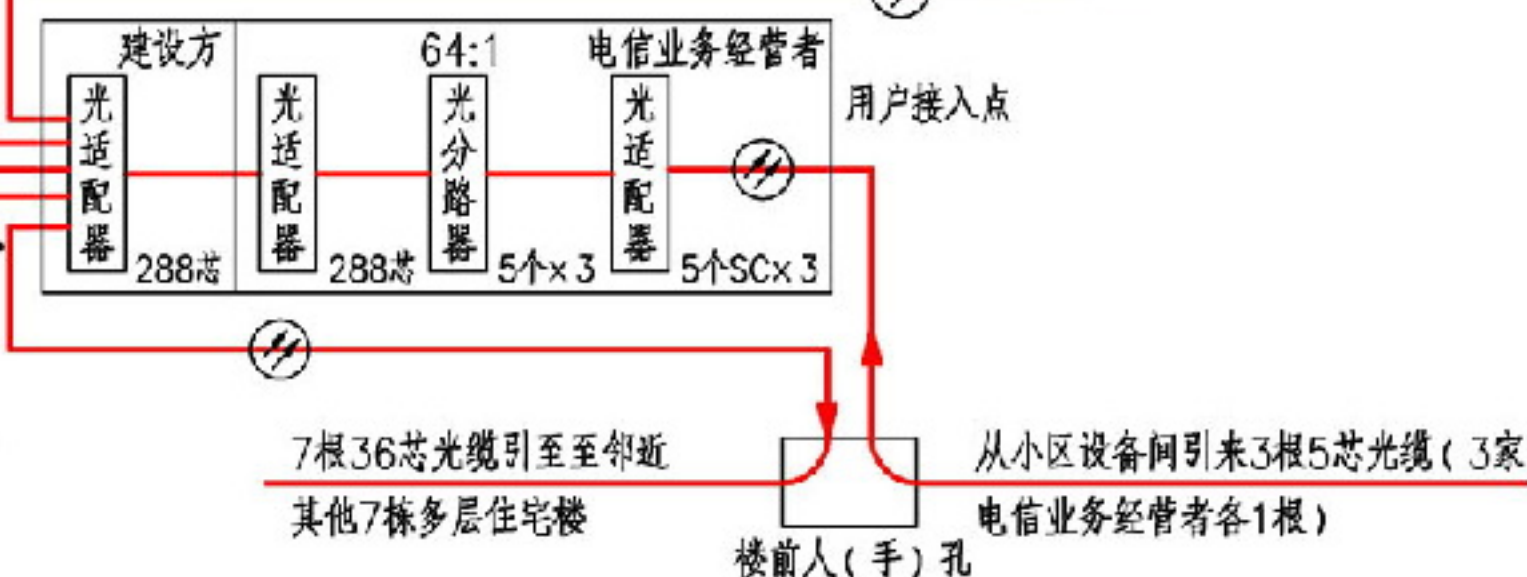 建设方
64:1
电信业务经营者
光适配器
光适配器
光分路器
光适配器
用户接入点
288芯
288芯
5个x3
5个SCx3
7根36芯光缆引至至邻近
其他7栋多层住宅楼
从小区设备间引来3根5芯光缆(3家
电信业务经营者各1根)
楼前人(手)孔